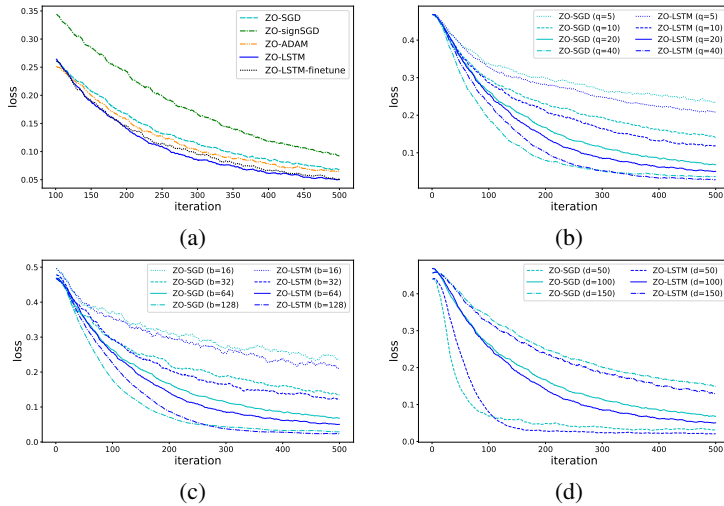 0.35
0.30
0.25
0.20
0.15
0.10
0.05
loss
ZO-SGD
ZO-signSGD
ZO-ADAM
ZO-LSTM
ZO-LSTM-finetune
100 150 200 250 300 350 400 450 500
iteration
(a)
0.4
0.3
0.2
0.1
loss
ZO-SGD (q=5) ZO-LSTM (q=5)
ZO-SGD (q=10) ZO-LSTM (q=10)
ZO-SGD (q=20) ZO-LSTM (q=20)
ZO-SGD (q=40) ZO-LSTM (q=40)
0 100 200 300 400 500
iteration
(b)
0.5
0.4
0.3
0.2
0.1
0.0
loss
ZO-SGD (b=16) ZO-LSTM (b=16)
ZO-SGD (b=32) ZO-LSTM (b=32)
ZO-SGD (b=64) ZO-LSTM (b=64)
ZO-SGD (b=128) ZO-LSTM (b=128)
0 100 200 300 400 500
iteration
(c)
0.4
0.3
0.2
0.1
0.0
loss
ZO-SGD (d=50) ZO-LSTM (d=50)
ZO-SGD (d=100) ZO-LSTM (d=100)
ZO-SGD (d=150) ZO-LSTM (d=150)
0 100 200 300 400 500
iteration
(d)